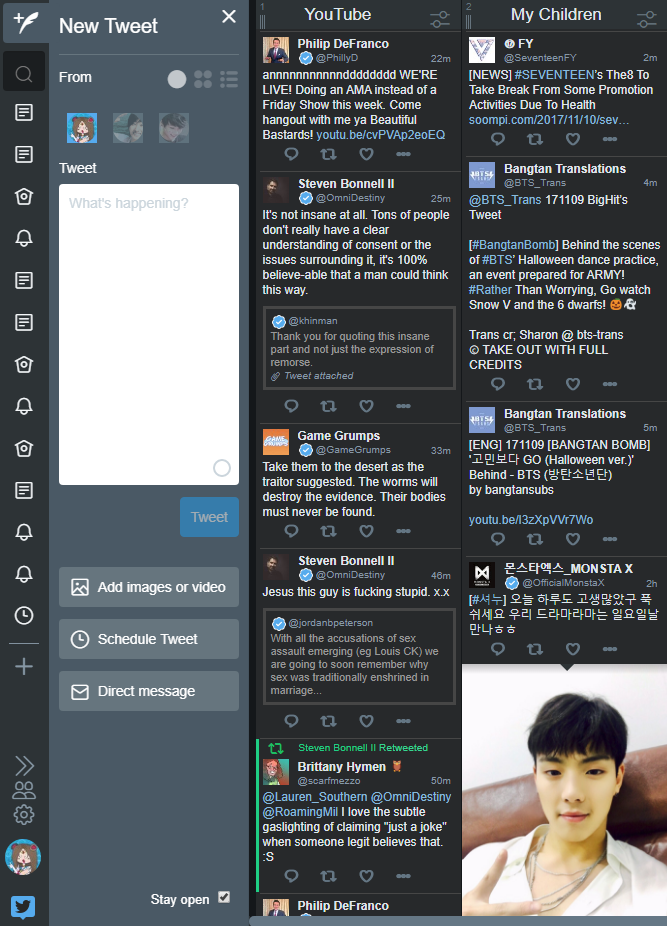 New Tweet
From
Tweet
What's happening?
Tweet
Add images or video
Schedule Tweet
Direct message
Stay open
1
YouTube
Philip DeFranco
@PhillyD 22m
annnnnnnnnnndddddddd WE'RE
LIVE! Doing an AMA instead of a
Friday Show this week. Come
hangout with me ya Beautiful
Bastards! youtu.be/cvPVAp2eoEQ
Steven Bonnell II
@OmniDestiny 25m
It's not insane at all. Tons of people
don't really have a clear
understanding of consent or the
issues surrounding it, it's 100%
believe-able that a man could think
this way.
@khinman
Thank you for quoting this insane
part and not just the expression of
remorse.
Tweet attached
GAME GRUMPS
Game Grumps
@GameGrumps 33m
Take them to the desert as the
traitor suggested. The worms will
destroy the evidence. Their bodies
must never be found.
Steven Bonnell II
@OmniDestiny 46m
Jesus this guy is fucking stupid. x.x
@jordanbpeterson
With all the accusations of sex
assault emerging (eg Louis CK) we
are going to soon remember why
sex was traditionally enshrined in
marriage...
Steven Bonnell II Retweeted
Brittany Hymen
@scarfmezzo 50m
@Lauren_Southern @OmniDestiny
@RoamingMil I love the subtle
gaslighting of claiming "just a joke"
when someone legit believes that.
:S
Philip DeFranco
2
My Children
FY
@SeventeenFY 2m
[NEWS] #SEVENTEEN's The8 To
Take Break From Some Promotion
Activities Due To Health
soompi.com/2017/11/10/sev…
BTS
Bangtan Translations
@BTS_Trans 4m
@BTS_Trans 171109 BigHit's
Tweet
[#BangtanBomb] Behind the scenes
of #BTS' Halloween dance practice,
an event prepared for ARMY!
#Rather Than Worrying, Go watch
Snow V and the 6 dwarfs! 🎃👻
Trans cr; Sharon @ bts-trans
© TAKE OUT WITH FULL
CREDITS
BTS
Bangtan Translations
@BTS_Trans 5m
[ENG] 171109 [BANGTAN BOMB]
'고민보다 GO (Halloween ver.)'
Behind - BTS (방탄소년단)
by bangtansubs
youtu.be/l3zXpVVr7Wo
몬스타엑스_MONSTA X
@OfficialMonstaX 2h
[#셔누] 오늘 하루도 고생많았구 푹
쉬세요 우리 드라마라마는 일요일날
만나ㅎㅎ